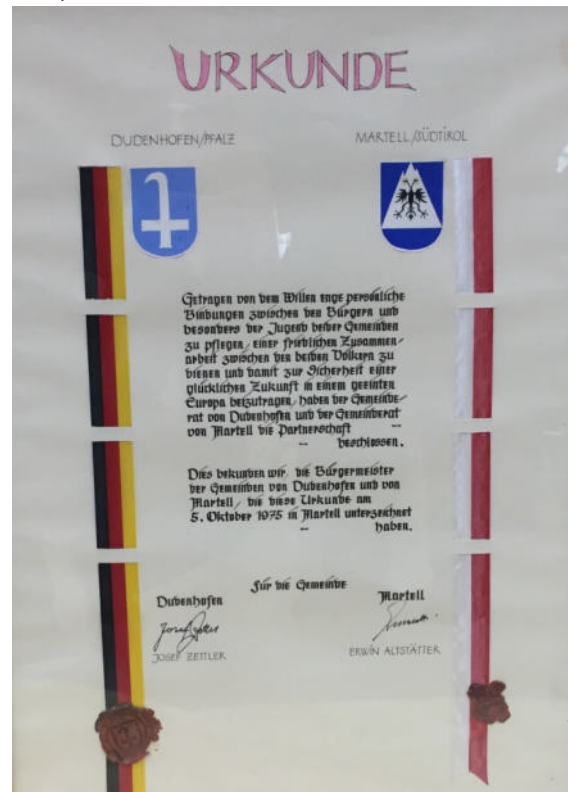 URKUNDE
DUDENHOFEN/PFALZ
MARTELL/SÜDTIROL
Getragen von dem Willen enge persönliche
Bindungen zwischen den Bürgern und
besonders der Jugend beider Gemeinden
zu pflegen, einer friedlichen Zusammen-
arbeit zwischen den beiden Völkern zu
dienen und damit zur Sicherheit einer
glücklichen Zukunft in einem geeinten
Europa beizutragen, haben der Gemeinde-
rat von Dudenhofen und der Gemeinderat
von Martell die Partnerschaft --
-- beschlossen.
Dies bekunden wir, die Bürgermeister
der Gemeinden von Dudenhofen und von
Martell, die diese Urkunde am
5. Oktober 1975 in Martell unterzeichnet
-- haben.
Für die Gemeinde
Dudenhofen
Martell
JOSEF ZETTLER
ERWIN ALTSTÄTTER